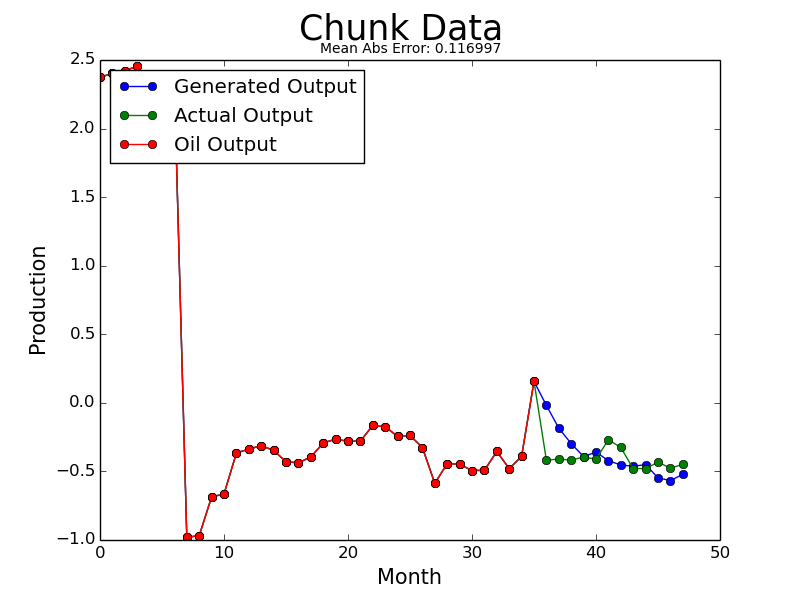 Chunk Data
Mean Abs Error: 0.116997
2.5
2.0
1.5
1.0
0.5
0.0
−0.5
−1.0
Production
Generated Output
Actual Output
Oil Output
0 10 20 30 40 50
Month